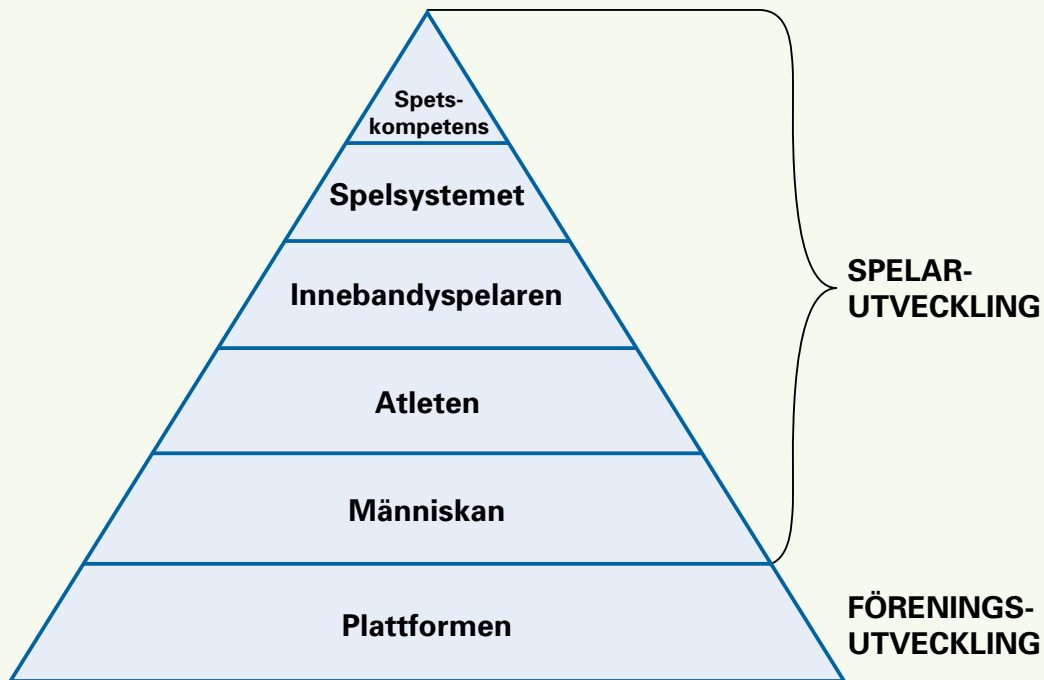 Spets-
kompetens
Spelsystemet
Innebandyspelaren
Atleten
Människan
Plattformen
SPELAR-
UTVECKLING
FÖRENINGS-
UTVECKLING